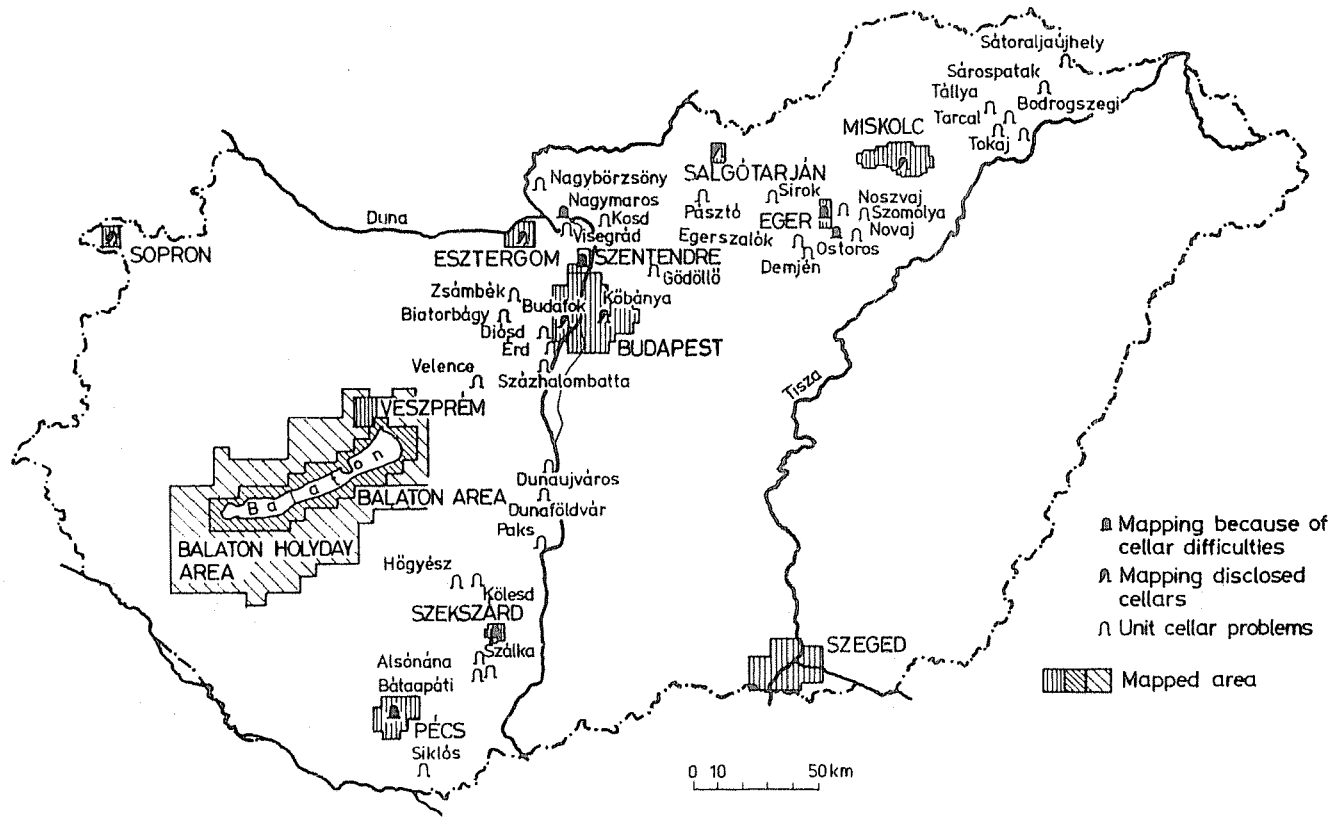 Sátoraljaújhely
Sárospatak
Tállya
Bodrogszegi
Tarcal
Tokaj
MISKOLC
SALGÓTARJÁN
Sirok
Noszvaj
Pásztó
Szomolya
EGER
Novaj
Egerszalók
Ostoros
Demjén
Nagybörzsöny
Nagymaros
Kosd
Visegrád
Duna
SOPRON
ESZTERGOM
SZENTENDRE
Gödöllő
Zsámbèk
Budafok
Kőbánya
Biatorbágy
Diósd
Érd
BUDAPEST
Velence
Százhalombatta
Tisza
VESZPRÉM
Balaton
BALATON AREA
Dunaujváros
Dunaföldvár
Paks
BALATON HOLYDAY
AREA
Högyész
Kölesd
SZEKSZÁRD
Szálka
Alsónána
Bátaapáti
PÉCS
Siklós
SZEGED
Mapping because of
cellar difficulties
Mapping disclosed
cellars
Unit cellar problems
Mapped area
0 10 50 km